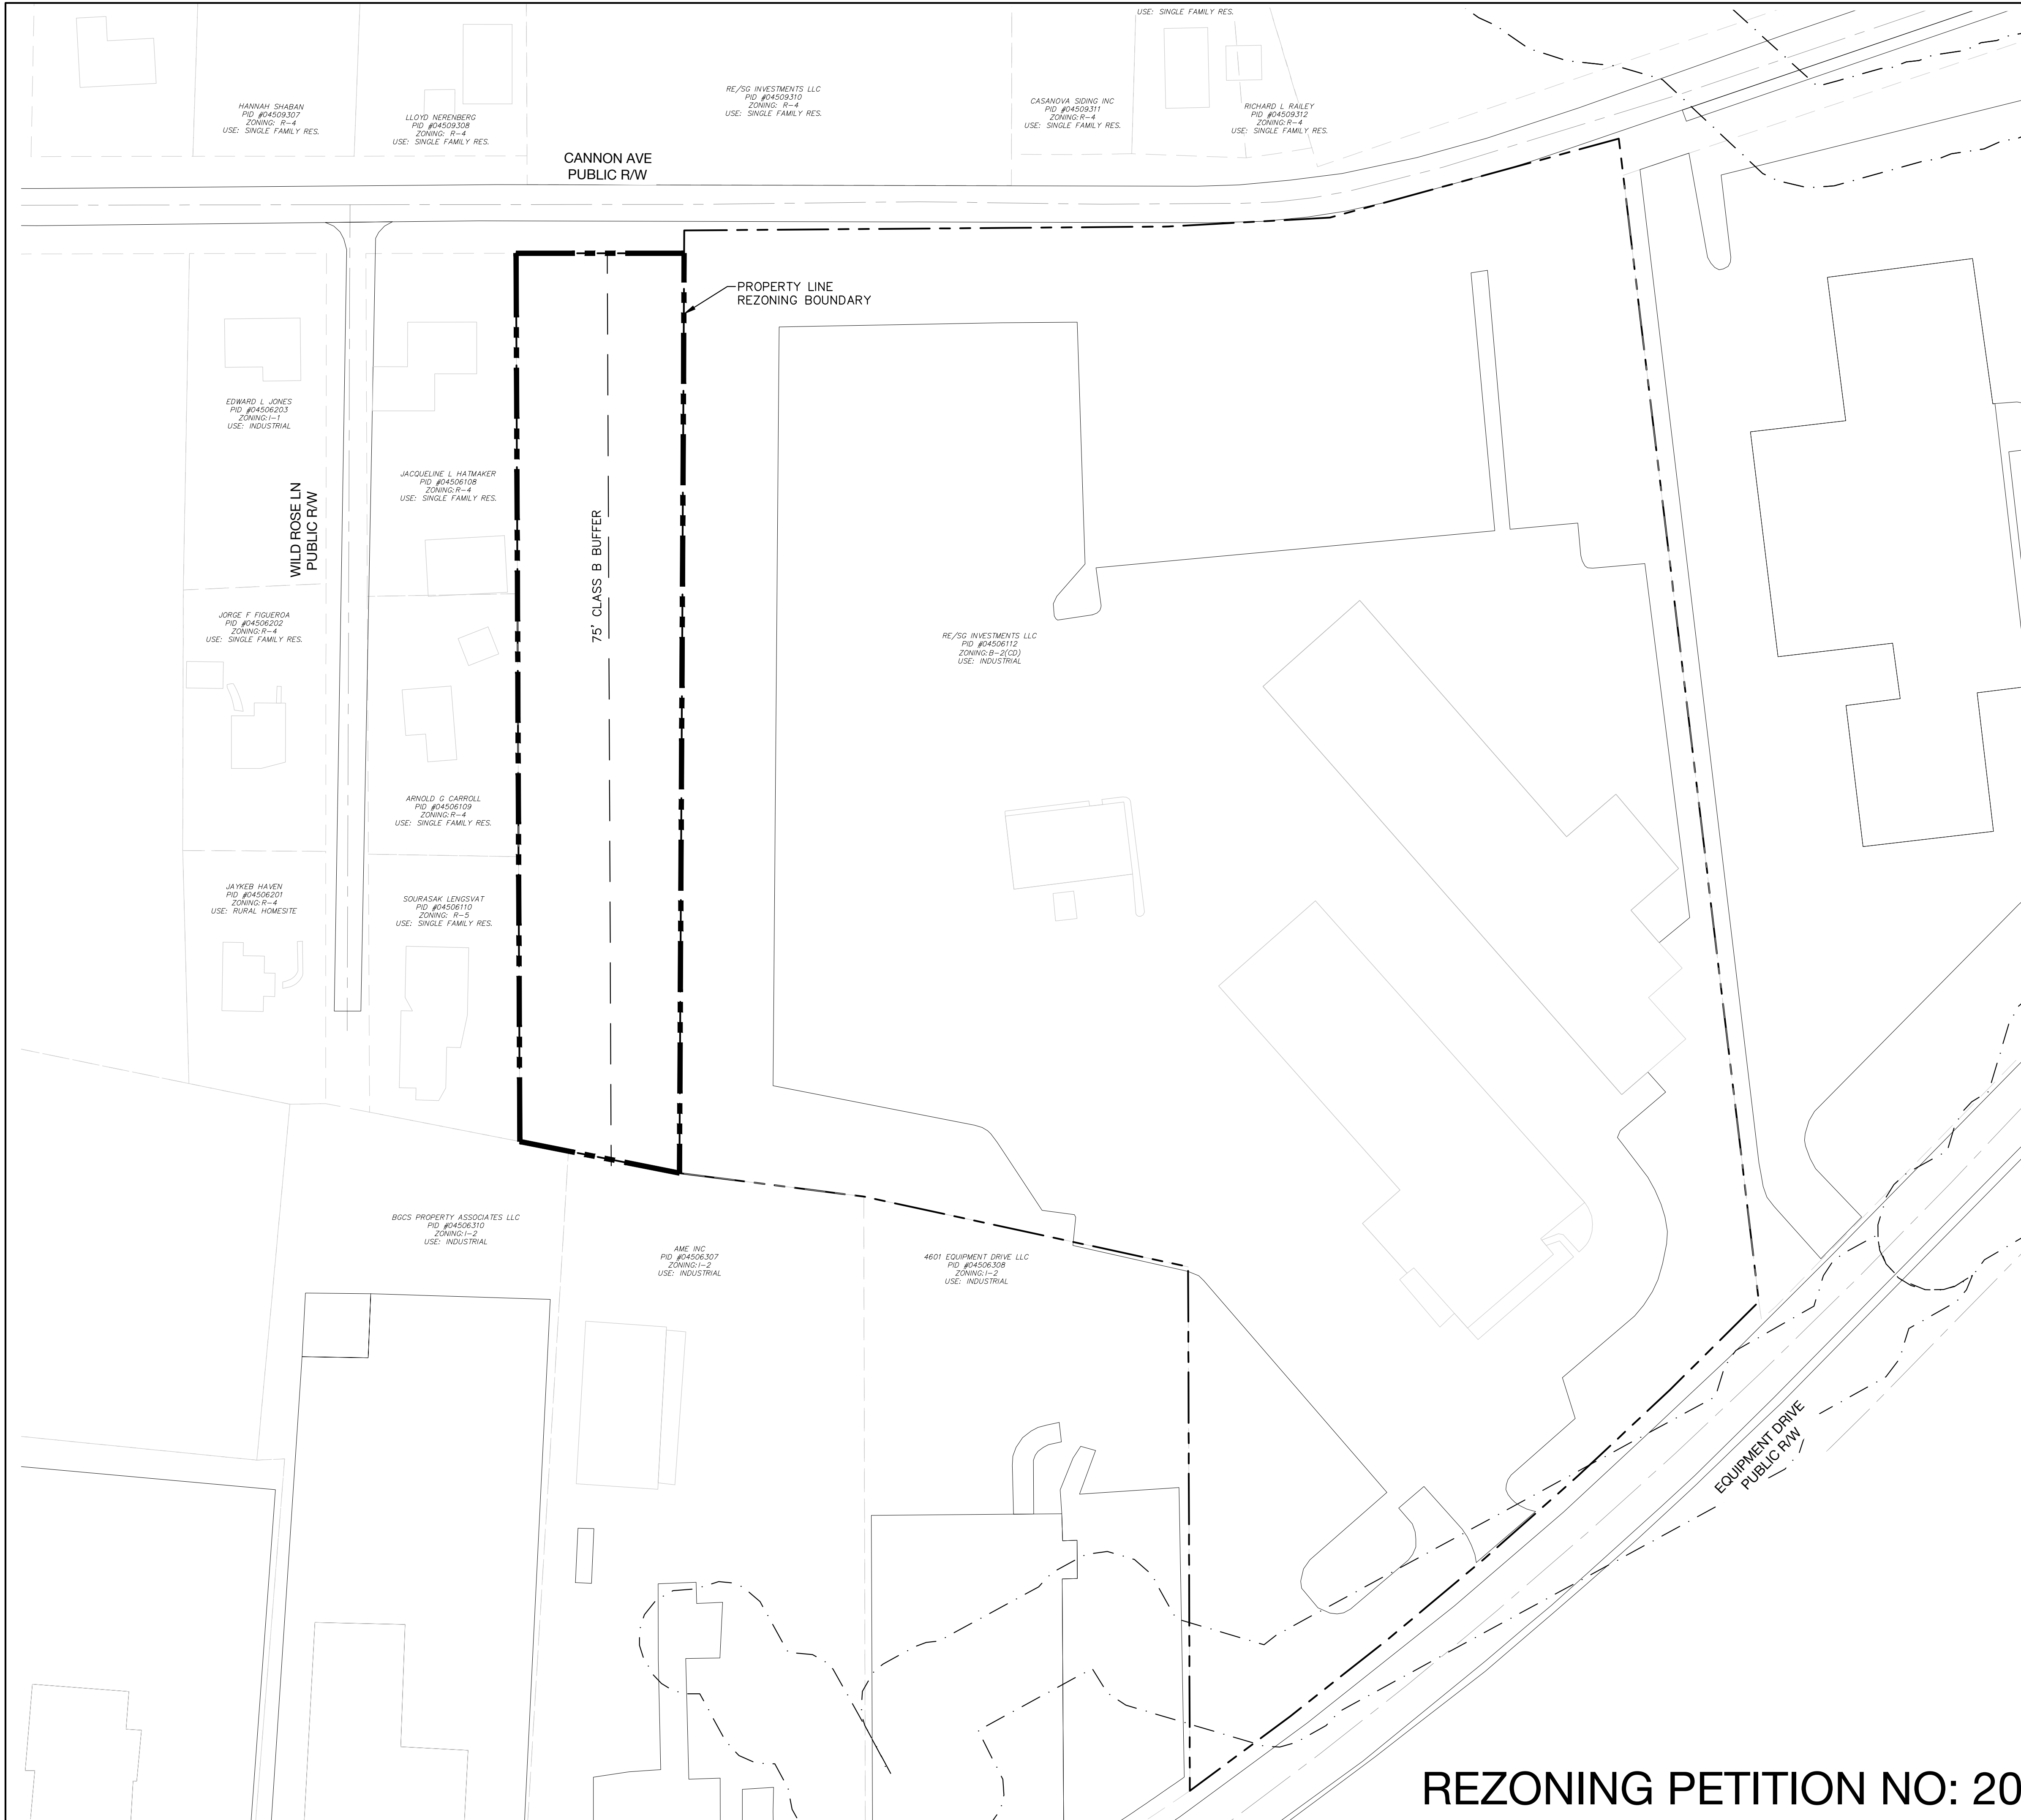 USE: SINGLE FAMILY RES.
HANNAH SHABAN
PID #04509307
ZONING: R-4
USE: SINGLE FAMILY RES.
LLOYD NERENBERG
PID #04509308
ZONING: R-4
USE: SINGLE FAMILY RES.
RE/SG INVESTMENTS LLC
PID #04509310
ZONING: R-4
USE: SINGLE FAMILY RES.
CASANOVA SIDING INC
PID #04509311
ZONING: R-4
USE: SINGLE FAMILY RES.
RICHARD L RAILEY
PID #04509312
ZONING: R-4
USE: SINGLE FAMILY RES.
CANNON AVE
PUBLIC R/W
PROPERTY LINE
REZONING BOUNDARY
EDWARD L JONES
PID #04506203
ZONING: I-1
USE: INDUSTRIAL
JACQUELINE L HATMAKER
PID #04506108
ZONING: R-4
USE: SINGLE FAMILY RES.
WILD ROSE LN
PUBLIC R/W
75' CLASS B BUFFER
JORGE F FIGUEROA
PID #04506202
ZONING: R-4
USE: SINGLE FAMILY RES.
RE/SG INVESTMENTS LLC
PID #04506112
ZONING: B-2(CD)
USE: INDUSTRIAL
ARNOLD G CARROLL
PID #04506109
ZONING: R-4
USE: SINGLE FAMILY RES.
JAYKEB HAVEN
PID #04506201
ZONING: R-4
USE: RURAL HOMESITE
SOURASAK LENGSVAT
PID #04506110
ZONING: R-5
USE: SINGLE FAMILY RES.
BGCS PROPERTY ASSOCIATES LLC
PID #04506310
ZONING: I-2
USE: INDUSTRIAL
AME INC
PID #04506307
ZONING: I-2
USE: INDUSTRIAL
4601 EQUIPMENT DRIVE LLC
PID #04506308
ZONING: I-2
USE: INDUSTRIAL
EQUIPMENT DRIVE
PUBLIC R/W
REZONING PETITION NO: 20